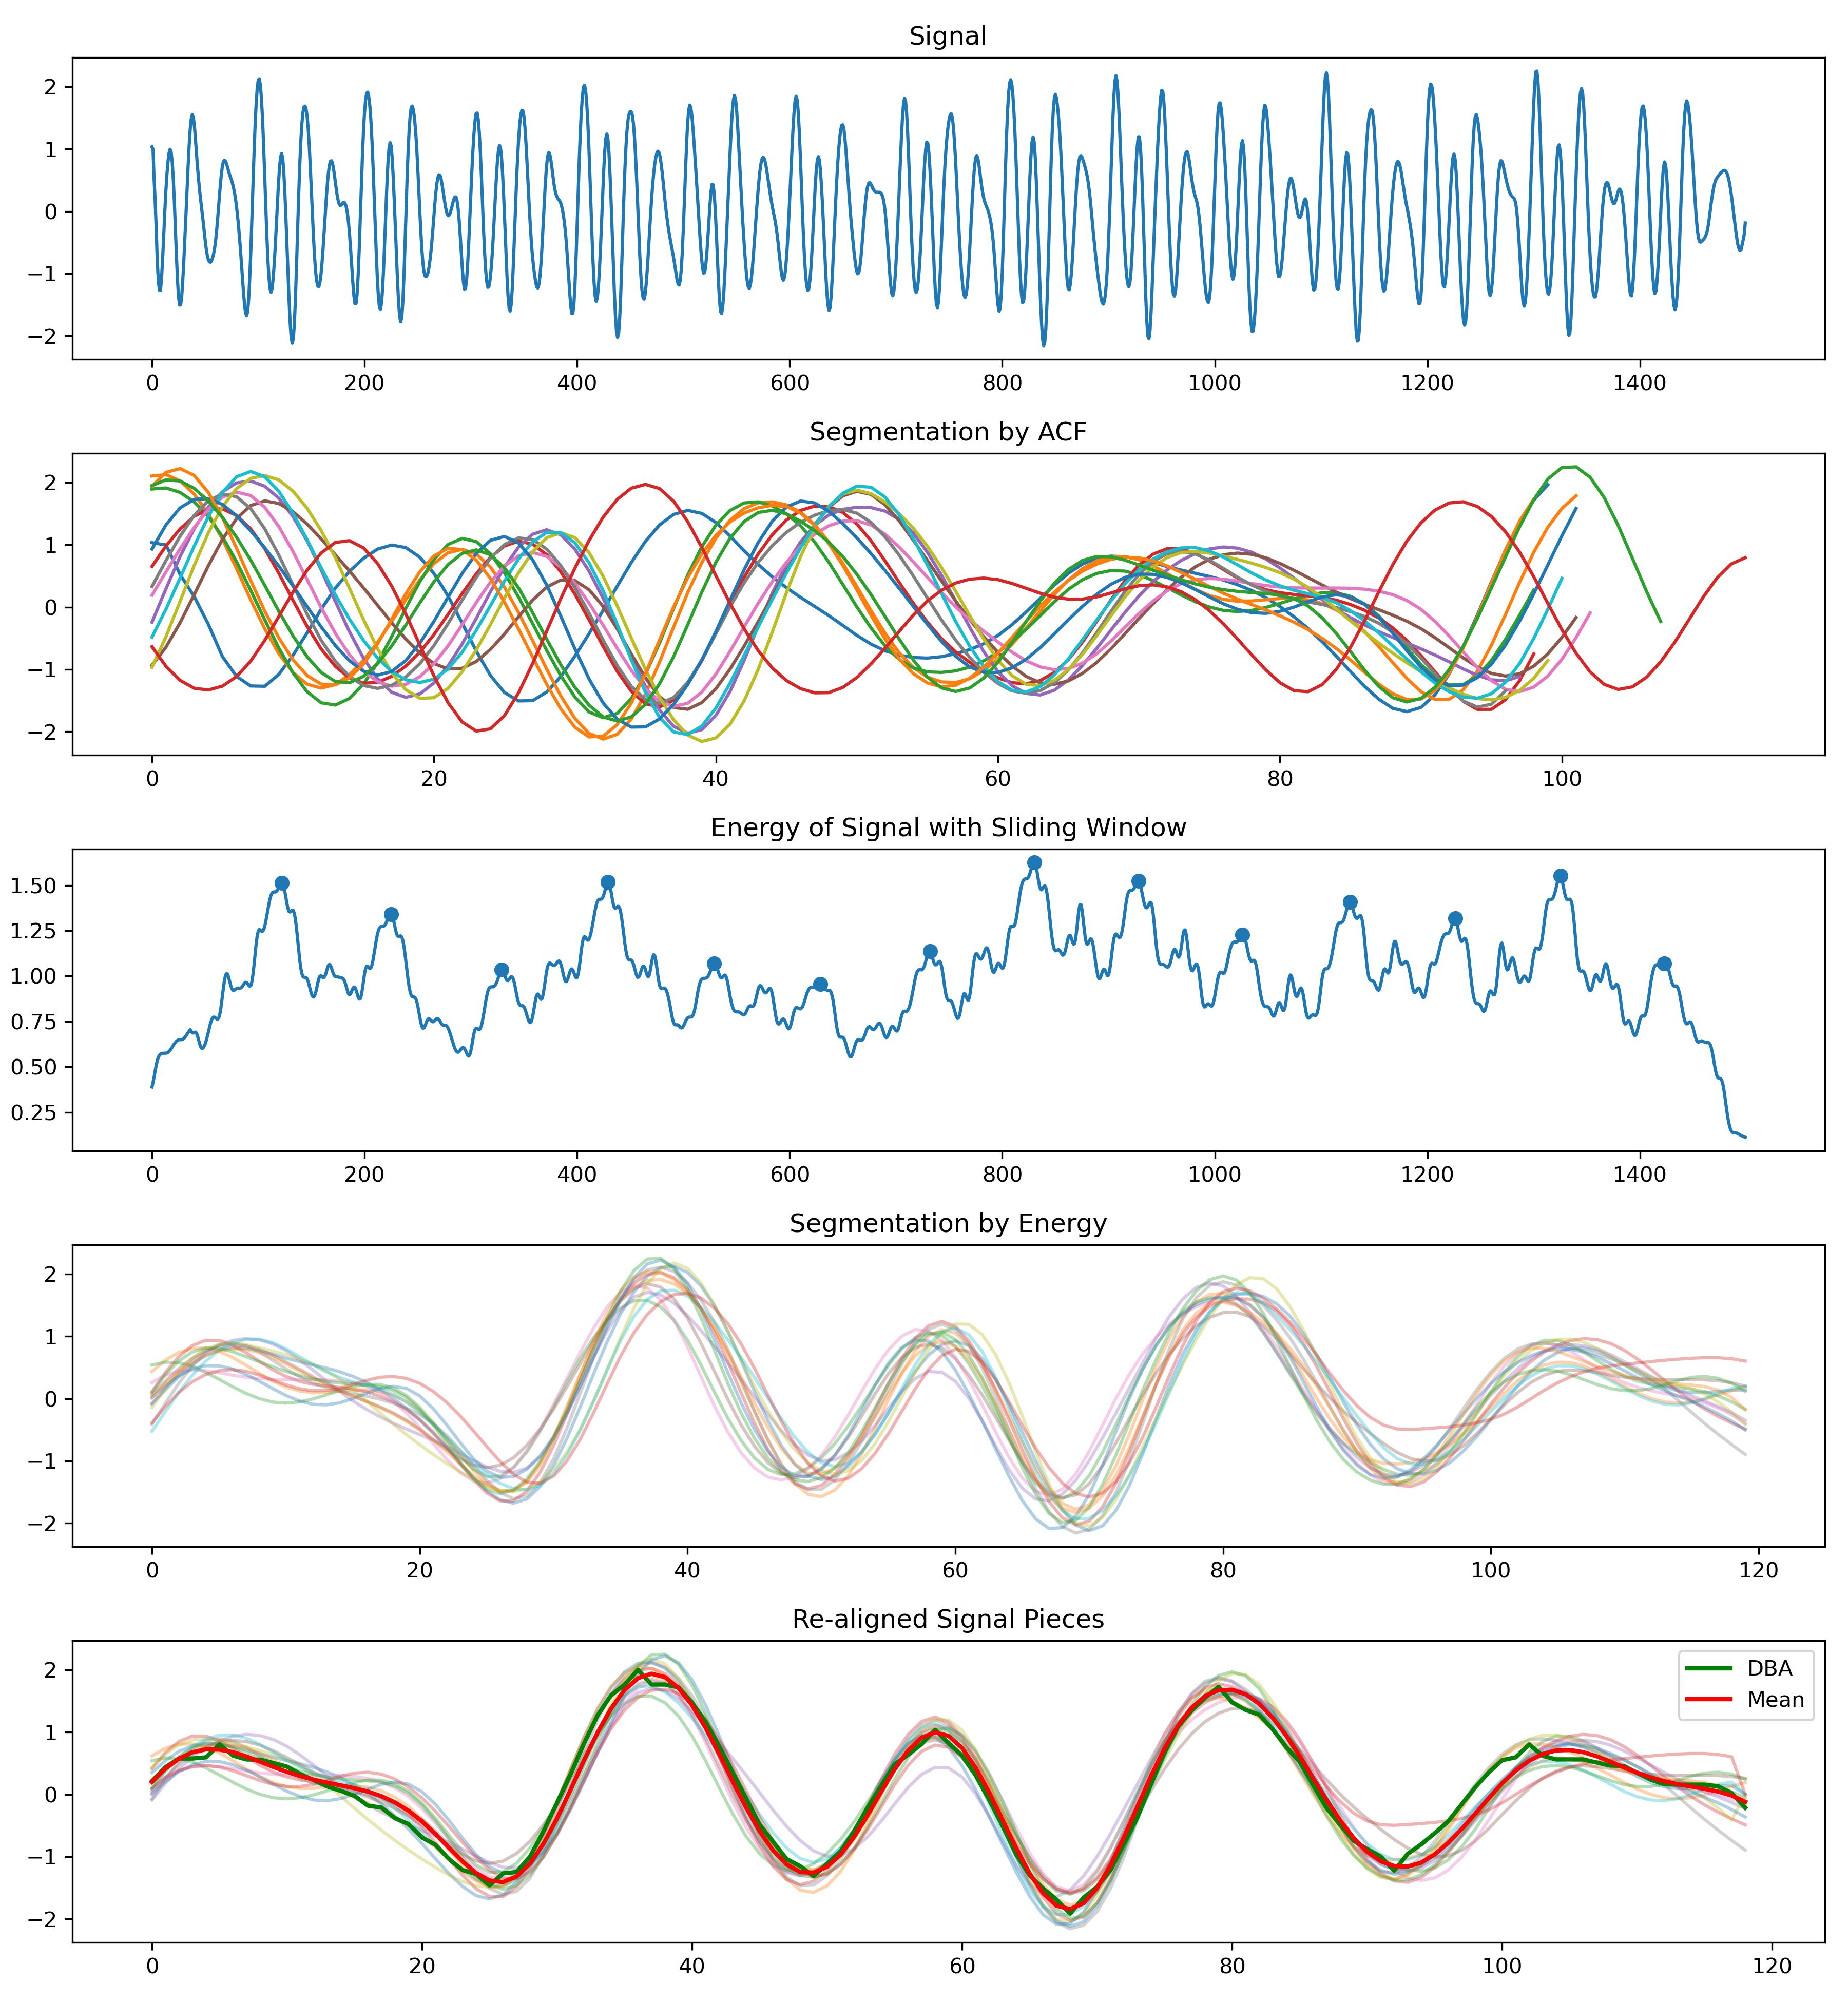 Signal
2
1
0
−1
−2
0 200 400 600 800 1000 1200 1400
Segmentation by ACF
2
1
0
−1
−2
0 20 40 60 80 100
Energy of Signal with Sliding Window
1.50
1.25
1.00
0.75
0.50
0.25
0 200 400 600 800 1000 1200 1400
Segmentation by Energy
2
1
0
−1
−2
0 20 40 60 80 100 120
Re-aligned Signal Pieces
DBA
Mean
2
1
0
−1
−2
0 20 40 60 80 100 120